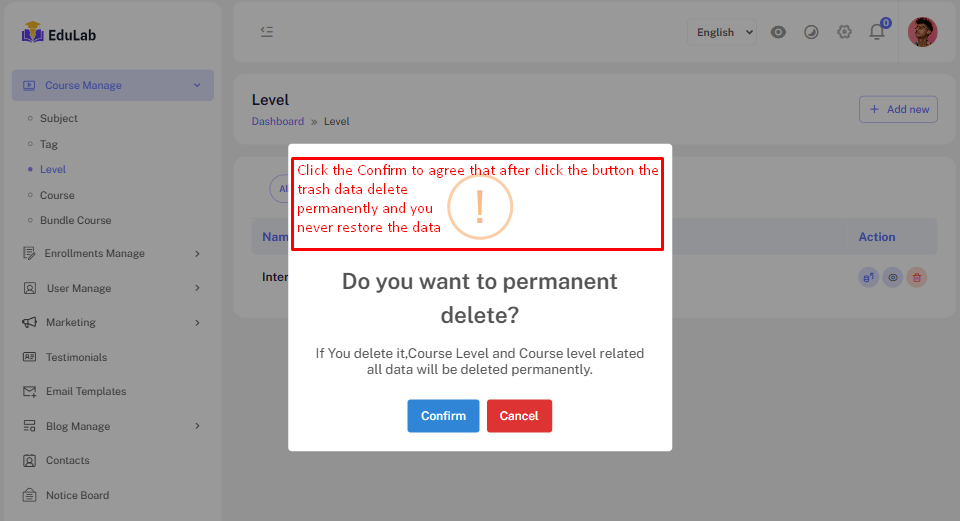 EduLab
English
0
Course Manage
Subject
Tag
Level
Course
Bundle Course
Enrollments Manage
User Manage
Marketing
Testimonials
Email Templates
Blog Manage
Contacts
Notice Board
Level
Dashboard » Level
+ Add new
Action
Click the Confirm to agree that after click the button the
trash data delete
permanently and you
never restore the data
!
Do you want to permanent
delete?
If You delete it,Course Level and Course level related
all data will be deleted permanently.
Confirm
Cancel